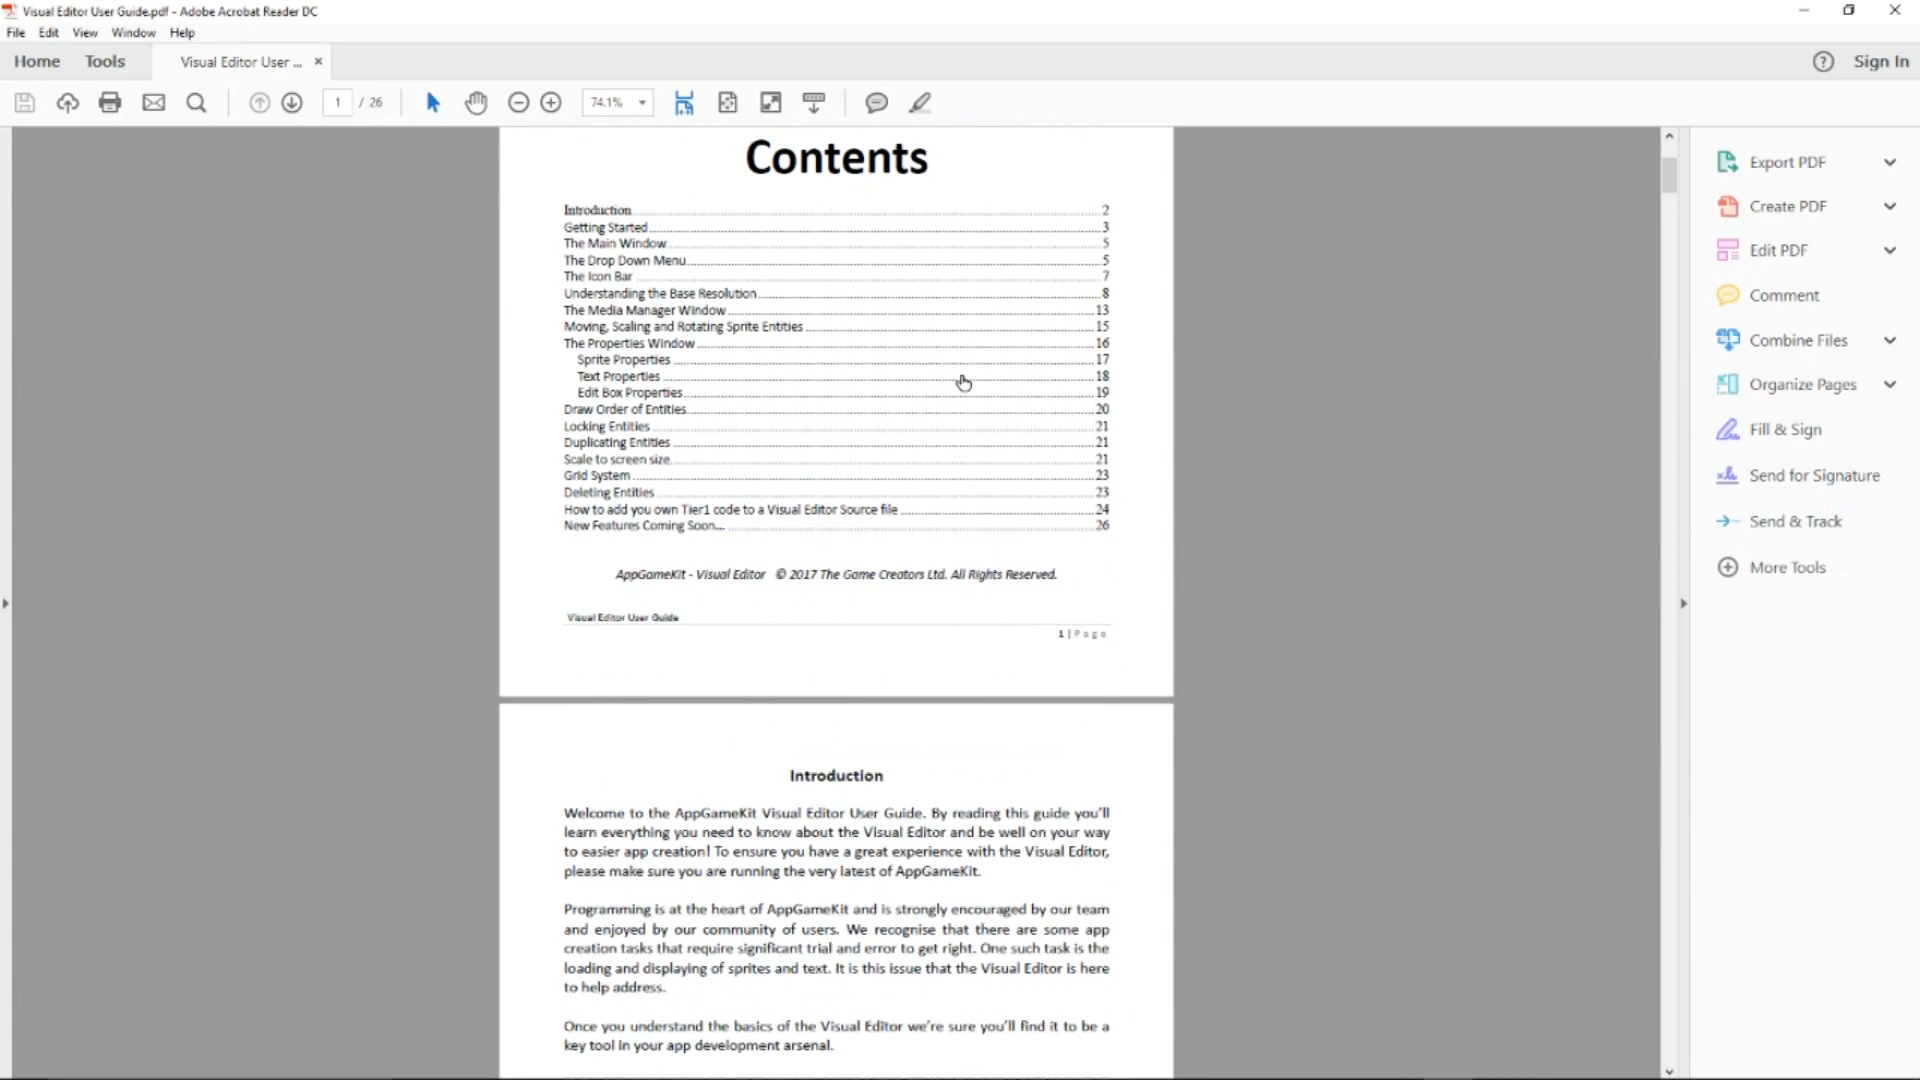 Visual Editor User Guide.pdf - Adobe Acrobat Reader DC
File Edit View Window Help
Home Tools Visual Editor User ... Sign In
1 / 26 74.1%
Contents
Introduction 2
Getting Started 3
The Main Window 5
The Drop Down Menu 5
The Icon Bar 7
Understanding the Base Resolution 8
The Media Manager Window 13
Moving, Scaling and Rotating Sprite Entities 15
The Properties Window 16
Sprite Properties 17
Text Properties 18
Edit Box Properties 19
Draw Order of Entities 20
Locking Entities 21
Duplicating Entities 21
Scale to screen size 21
Grid System 23
Deleting Entities 23
How to add you own Tier1 code to a Visual Editor Source file 24
New Features Coming Soon... 26
AppGameKit - Visual Editor © 2017 The Game Creators Ltd. All Rights Reserved.
Visual Editor User Guide
1 | Page
Introduction
Welcome to the AppGameKit Visual Editor User Guide. By reading this guide you'll
learn everything you need to know about the Visual Editor and be well on your way
to easier app creation! To ensure you have a great experience with the Visual Editor,
please make sure you are running the very latest of AppGameKit.
Programming is at the heart of AppGameKit and is strongly encouraged by our team
and enjoyed by our community of users. We recognise that there are some app
creation tasks that require significant trial and error to get right. One such task is the
loading and displaying of sprites and text. It is this issue that the Visual Editor is here
to help address.
Once you understand the basics of the Visual Editor we're sure you'll find it to be a
key tool in your app development arsenal.
Export PDF
Create PDF
Edit PDF
Comment
Combine Files
Organize Pages
Fill & Sign
Send for Signature
Send & Track
More Tools